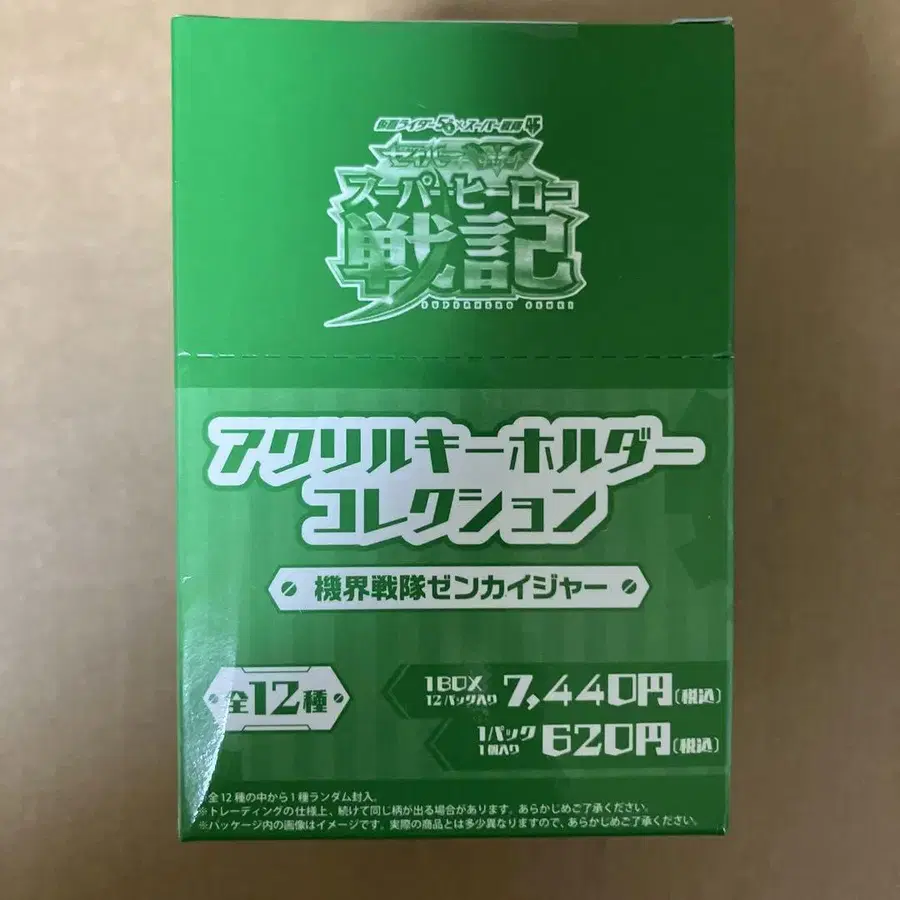 仮面ライダー50×スーパー戦隊45
セイバー+ゼンカイジャー
スーパーヒーロー
戦記
SUPERHERO SENKI
アクリルキーホルダー
コレクション
機界戦隊ゼンカイジャー
全12種
1BOX
12パック入り
7,440円(税込)
1パック
1個入り
620円(税込)
※全12種の中から1種ランダム封入。
※トレーディングの仕様上、続けて同じ柄が出る場合があります。あらかじめご了承ください。
※パッケージ内の画像はイメージです。実際の商品とは多少異なりますので、あらかじめご了承ください。